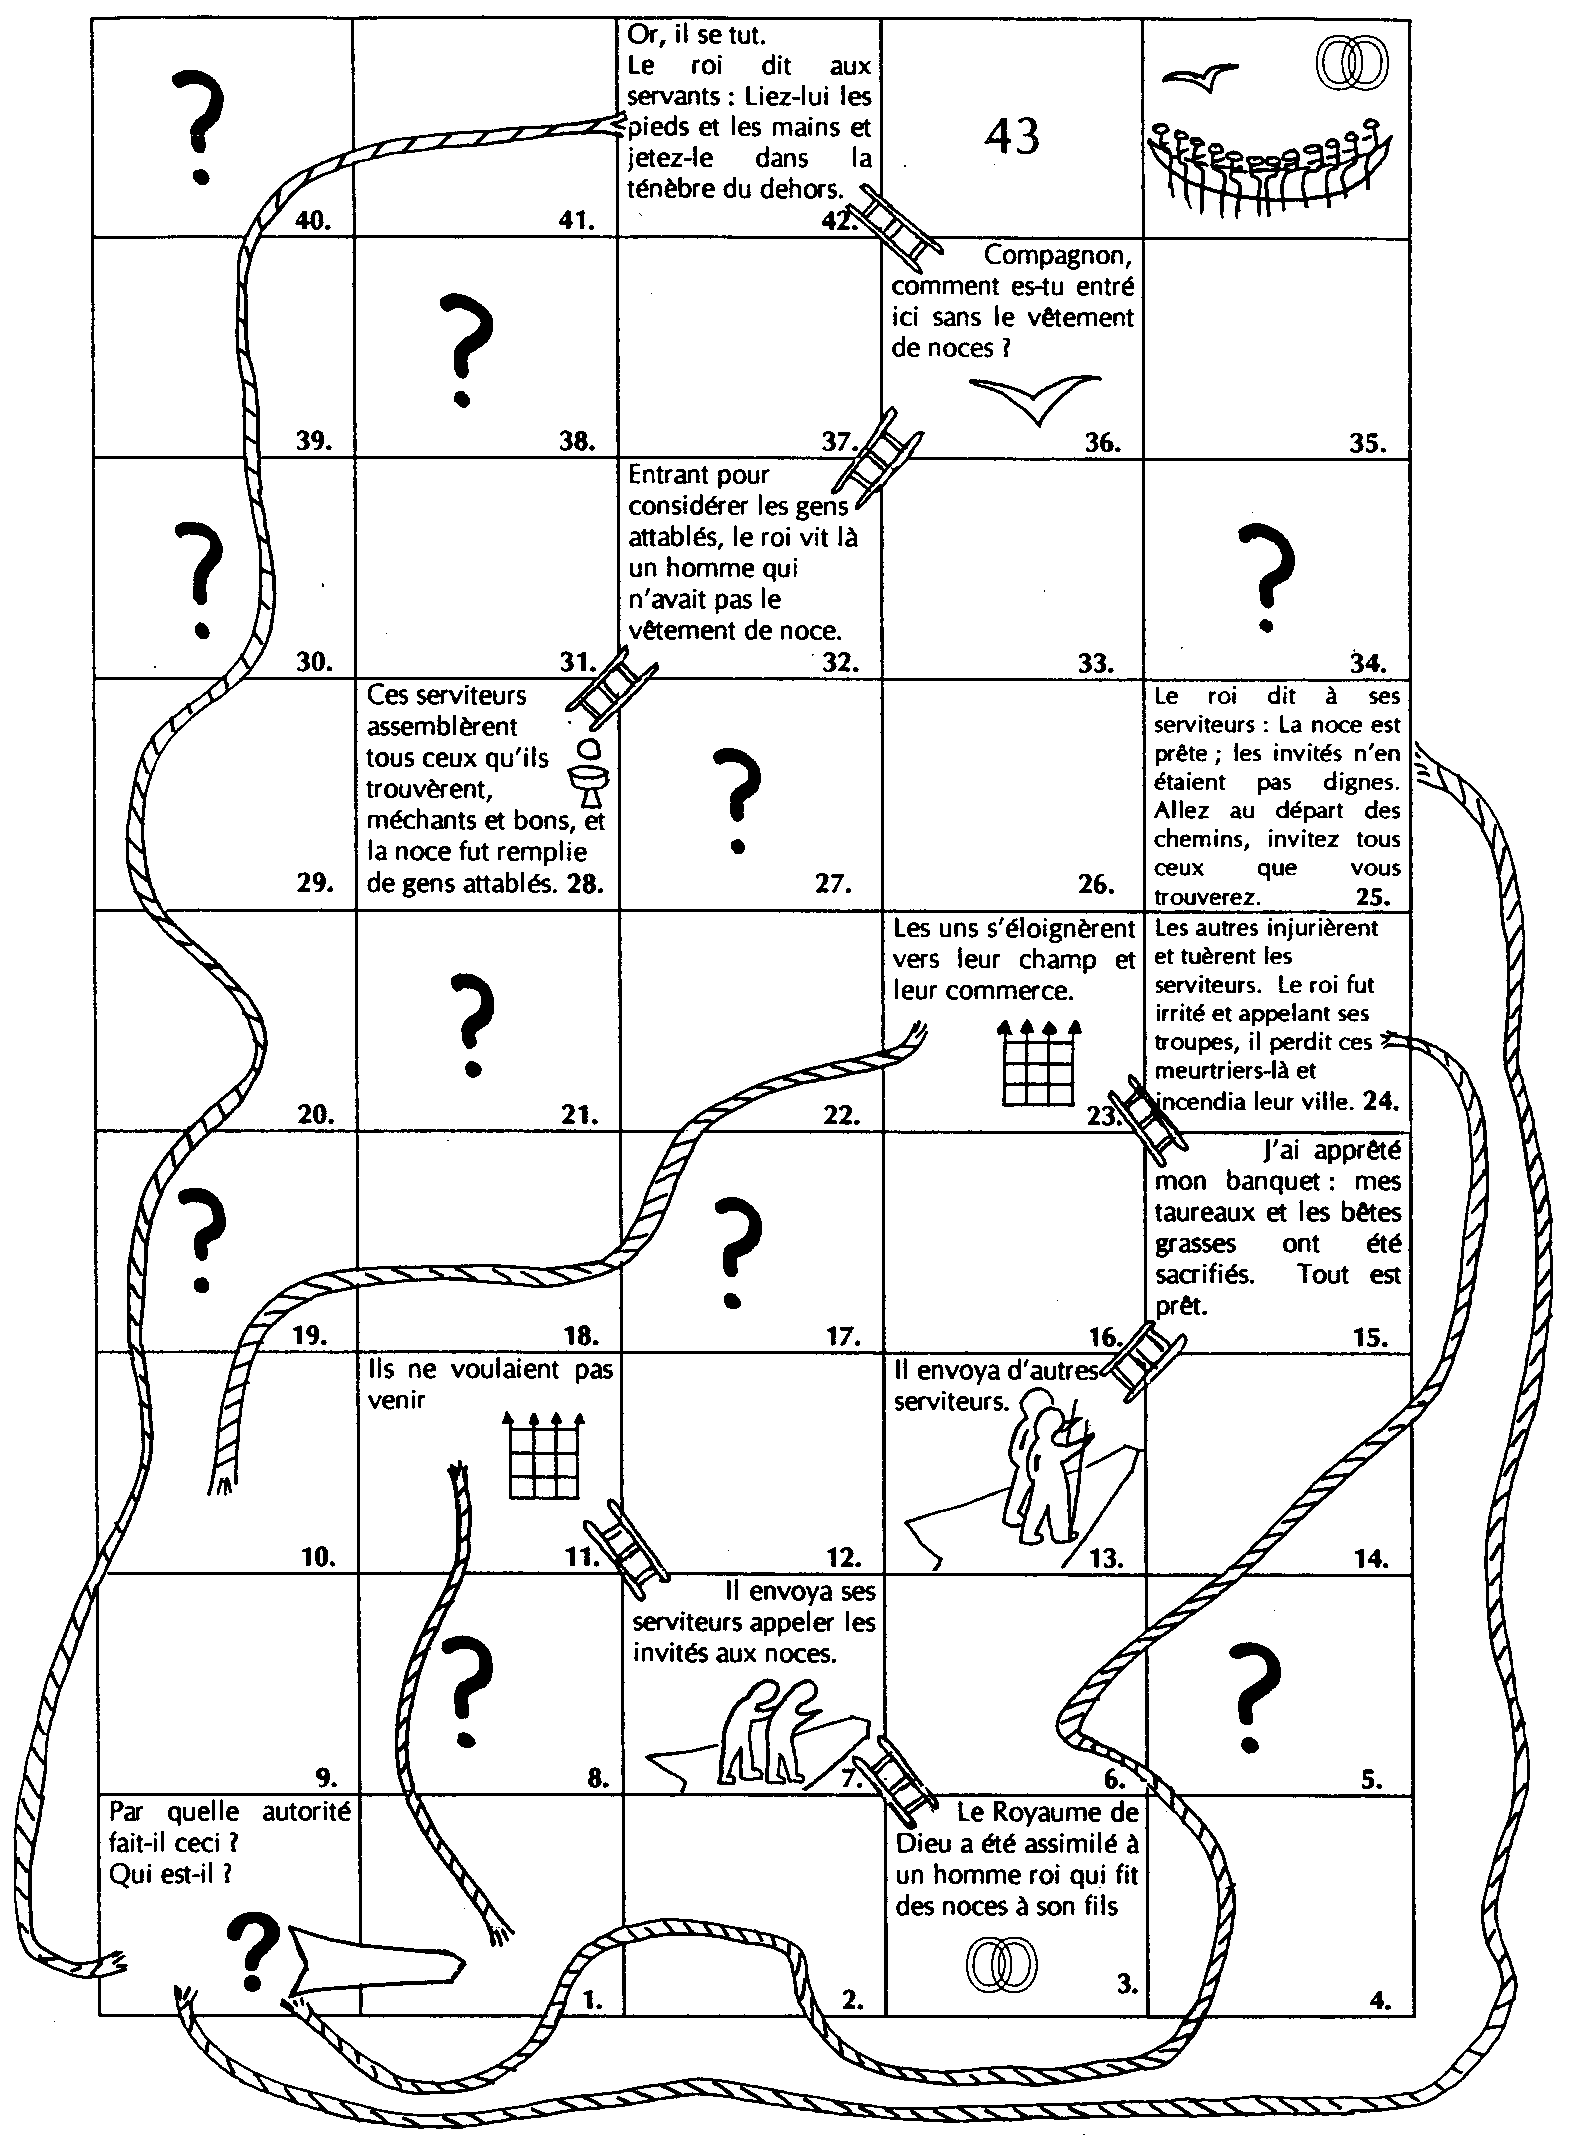 ?
40.
41.
Or, il se tut.
Le roi dit aux
servants : Liez-lui les
pieds et les mains et
jetez-le dans la
ténèbre du dehors.
42.
43
39.
?
38.
37.
Compagnon,
comment es-tu entré
ici sans le vêtement
de noces ?
36.
35.
?
30.
31.
Entrant pour
considérer les gens
attablés, le roi vit là
un homme qui
n'avait pas le
vêtement de noce.
32.
33.
?
34.
29.
Ces serviteurs
assemblèrent
tous ceux qu'ils
trouvèrent,
méchants et bons, et
la noce fut remplie
de gens attablés. 28.
?
27.
26.
Le roi dit à ses
serviteurs : La noce est
prête ; les invités n'en
étaient pas dignes.
Allez au départ des
chemins, invitez tous
ceux que vous
trouverez. 25.
20.
?
21.
22.
Les uns s'éloignèrent
vers leur champ et
leur commerce.
23.
Les autres injurièrent
et tuèrent les
serviteurs. Le roi fut
irrité et appelant ses
troupes, il perdit ces
meurtriers-là et
incendia leur ville. 24.
?
19.
18.
?
17.
16.
J'ai apprêté
mon banquet : mes
taureaux et les bêtes
grasses ont été
sacrifiés. Tout est
prêt.
15.
10.
Ils ne voulaient pas
venir
11.
12.
Il envoya d'autres
serviteurs.
13.
14.
9.
?
8.
Il envoya ses
serviteurs appeler les
invités aux noces.
7.
6.
?
5.
Par quelle autorité
fait-il ceci ?
Qui est-il ?
?
1.
2.
Le Royaume de
Dieu a été assimilé à
un homme roi qui fit
des noces à son fils
3.
4.